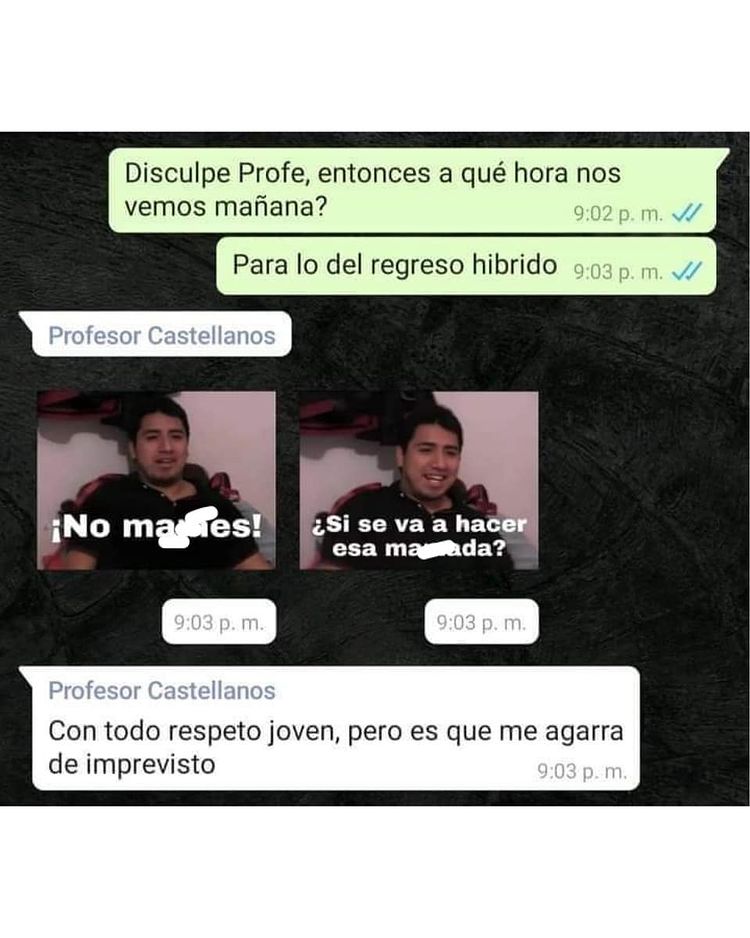 Disculpe Profe, entonces a qué hora nos
vemos mañana?
9:02 p. m.
Para lo del regreso hibrido
9:03 p. m.
Profesor Castellanos
¡No
¿Si se va a hacer
esa
9:03 p. m.
9:03 p. m.
Profesor Castellanos
Con todo respeto joven, pero es que me agarra
de imprevisto
9:03 p. m.